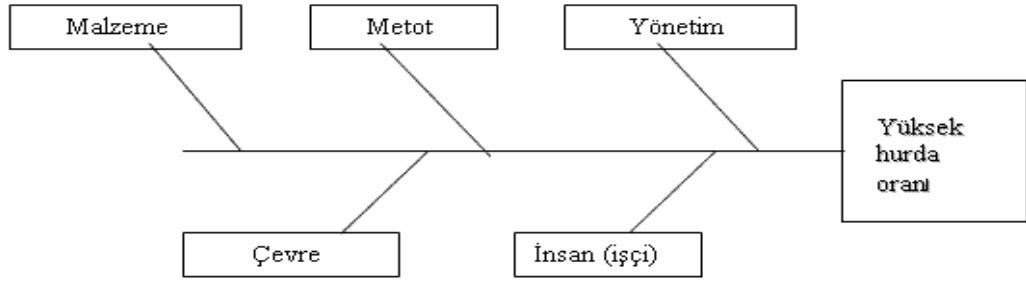 Malzeme
Metot
Yönetim
Yüksek
hurda
oranı
Çevre
İnsan (işçi)